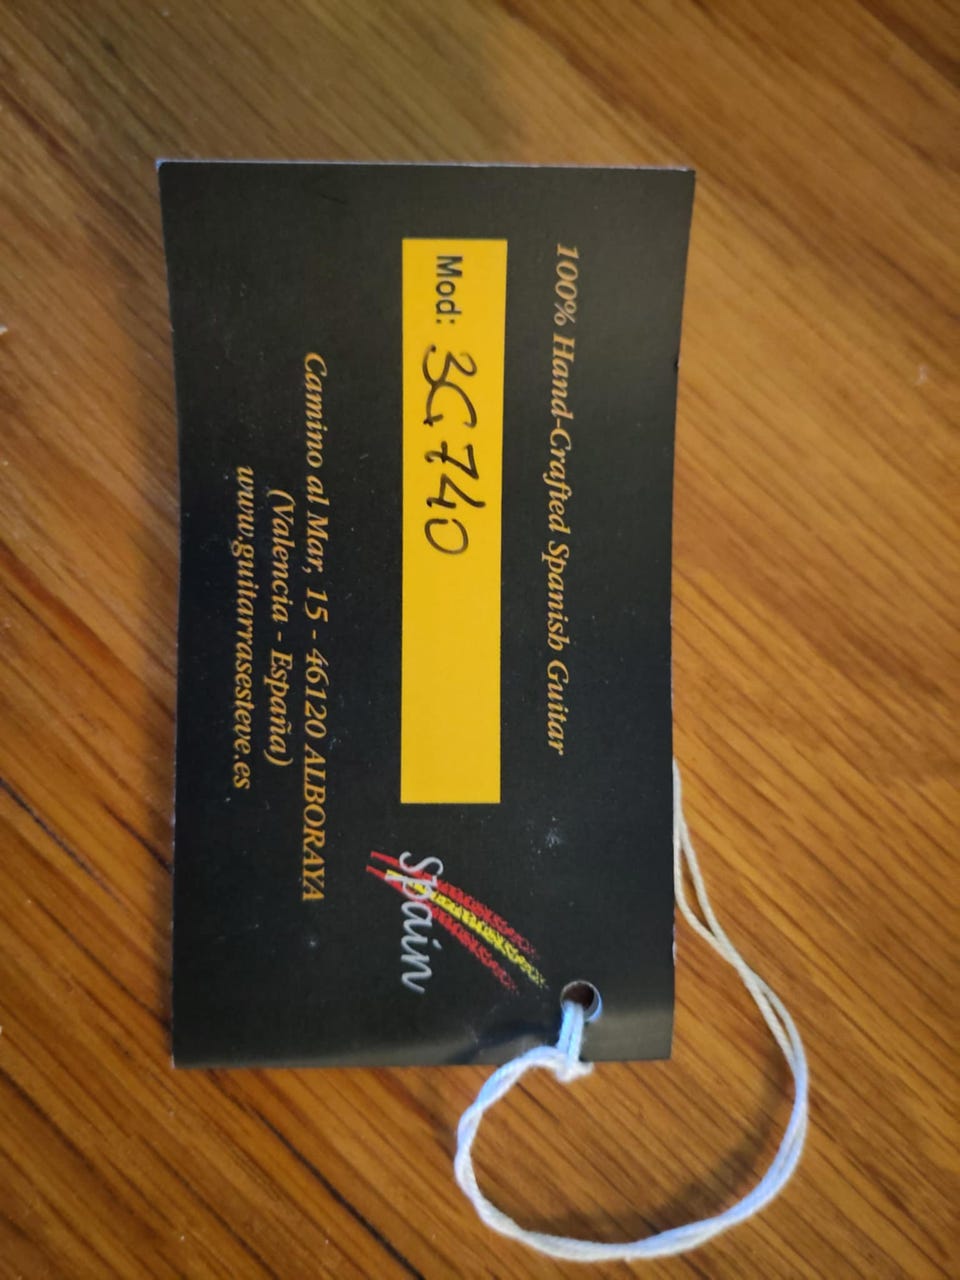 100% Hand-Crafted Spanish Guitar
Mod: 3G740
spain
Camino al Mar, 15 - 46120 ALBORAYA
(Valencia - España)
www.guitarrasesteve.es